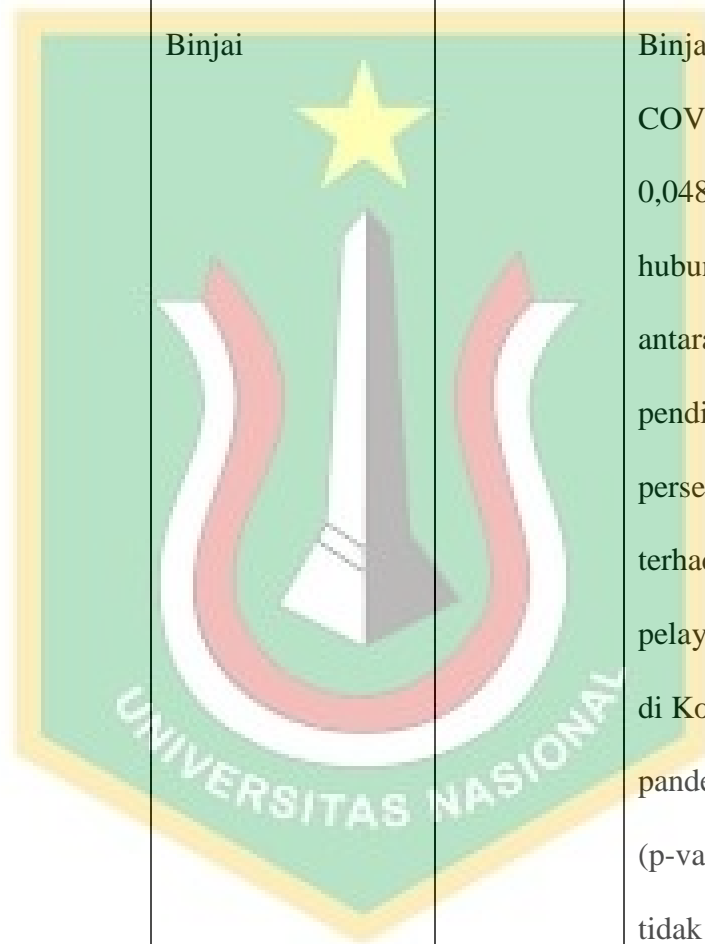 Binjai
Binja
COV
0,048
hubun
antara
pendi
perse
terhad
pelay
di Ko
pande
(p-va
tidak
UNIVERSITAS NASIONAL